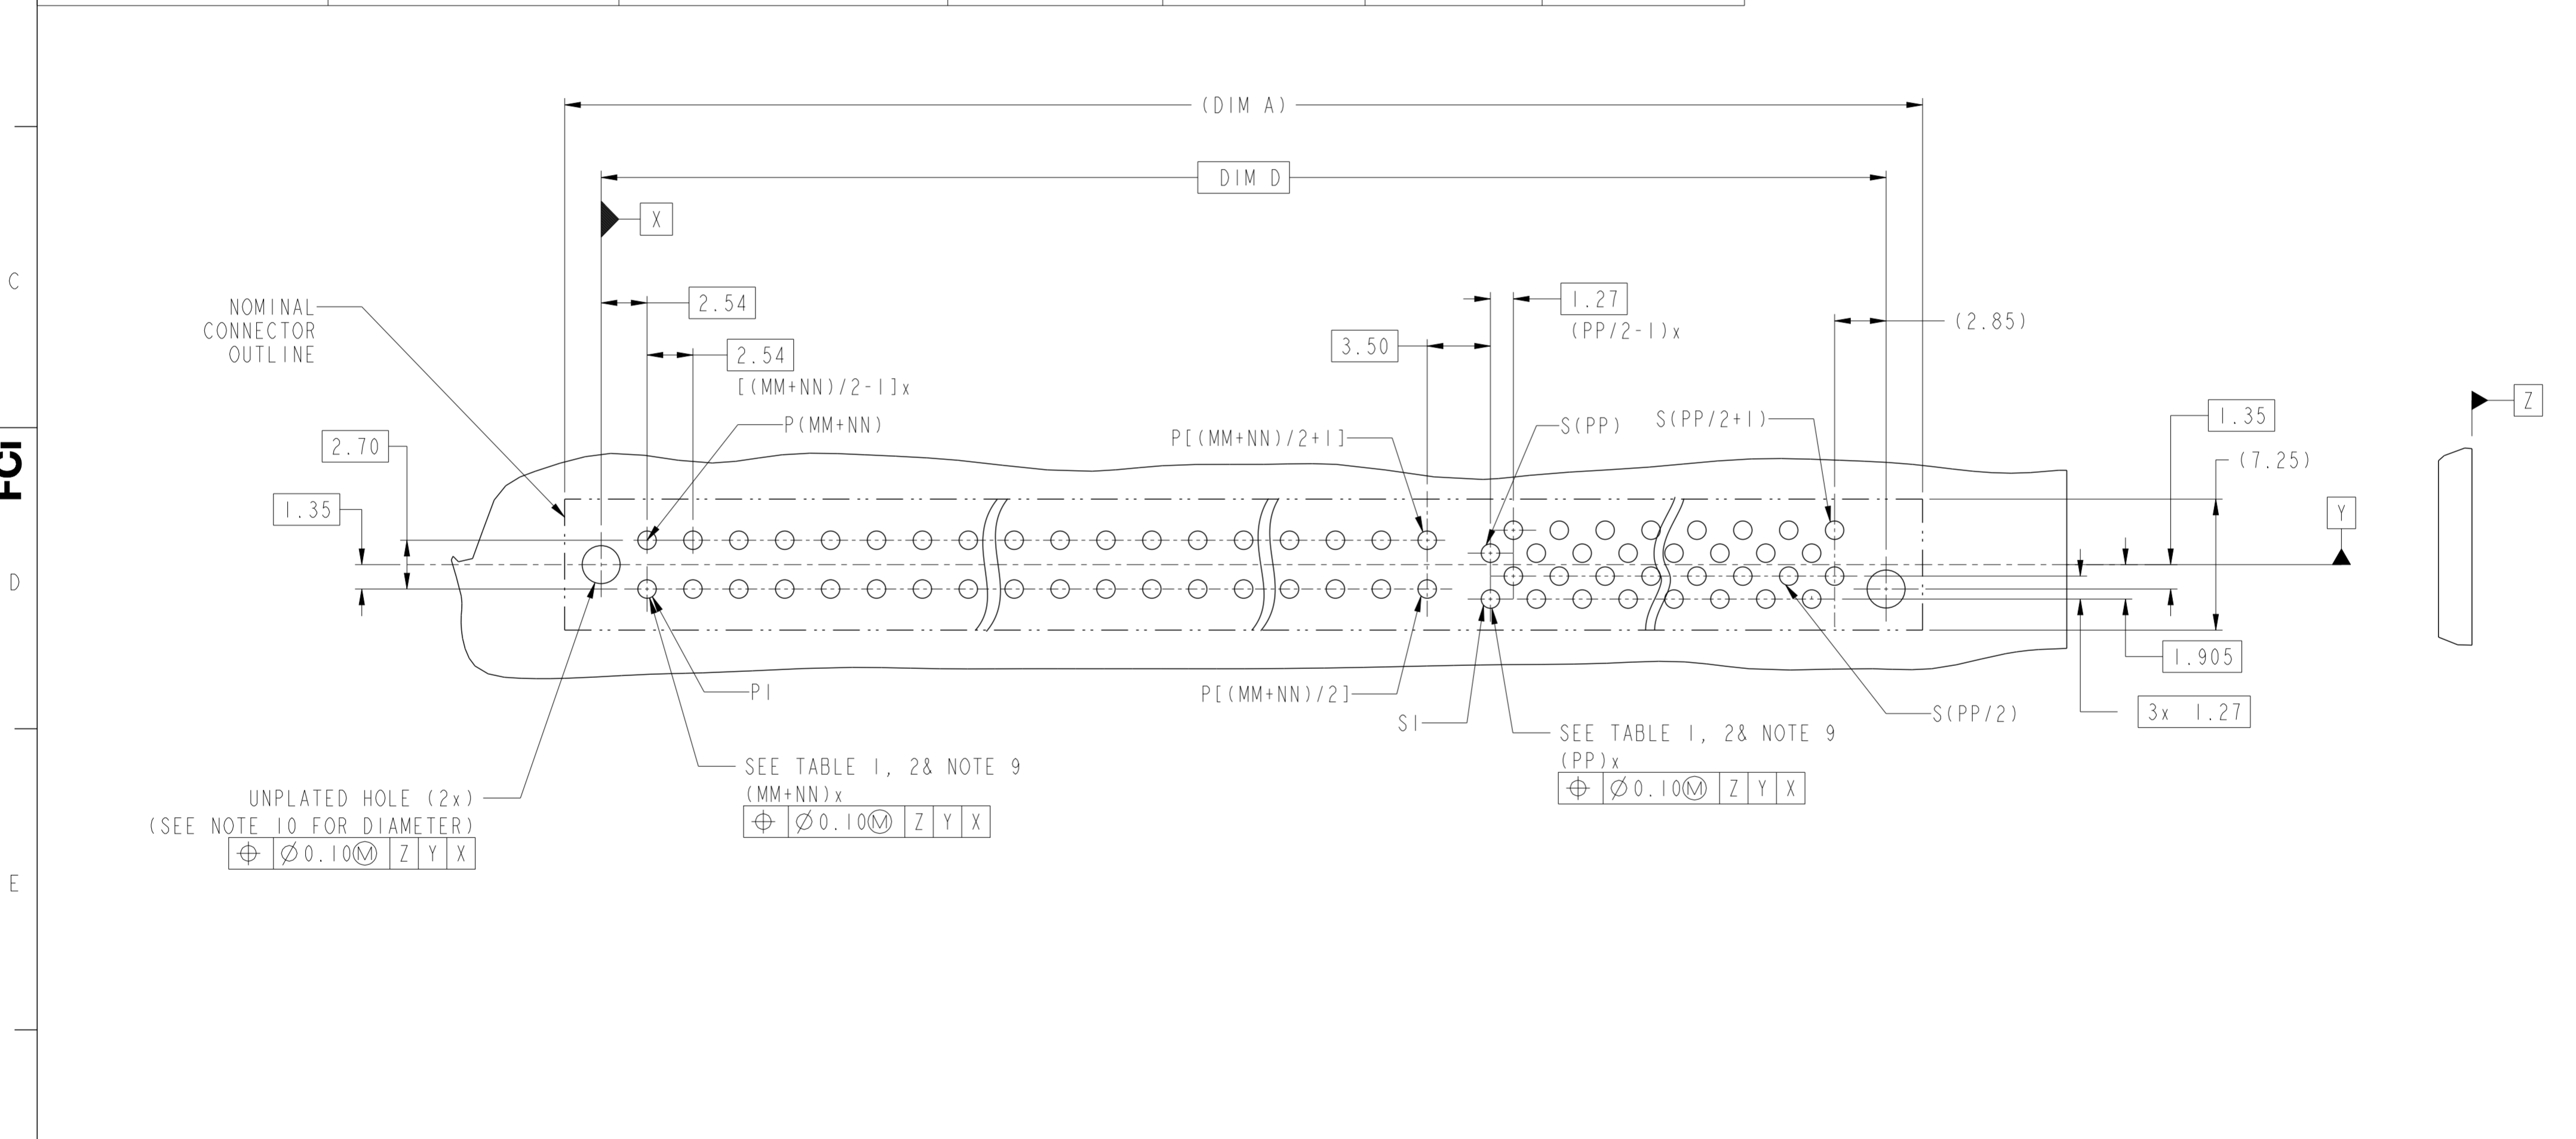 (DIM A)
DIM D
X
C
2.54
1.27
(PP/2-1)x
(2.85)
NOMINAL
CONNECTOR
OUTLINE
3.50
2.54
[(MM+NN)/2-1]x
Z
1.35
P(MM+NN)
P[(MM+NN)/2+1]
S(PP)
S(PP/2+1)
2.70
(7.25)
FCI
1.35
Y
D
1.905
P1
P[(MM+NN)/2]
S1
S(PP/2)
3x 1.27
SEE TABLE 1, 2& NOTE 9
(PP)x
⌖ ⌀0.10Ⓜ Z Y X
SEE TABLE 1, 2& NOTE 9
(MM+NN)x
⌖ ⌀0.10Ⓜ Z Y X
UNPLATED HOLE (2x)
(SEE NOTE 10 FOR DIAMETER)
⌖ ⌀0.10Ⓜ Z Y X
E